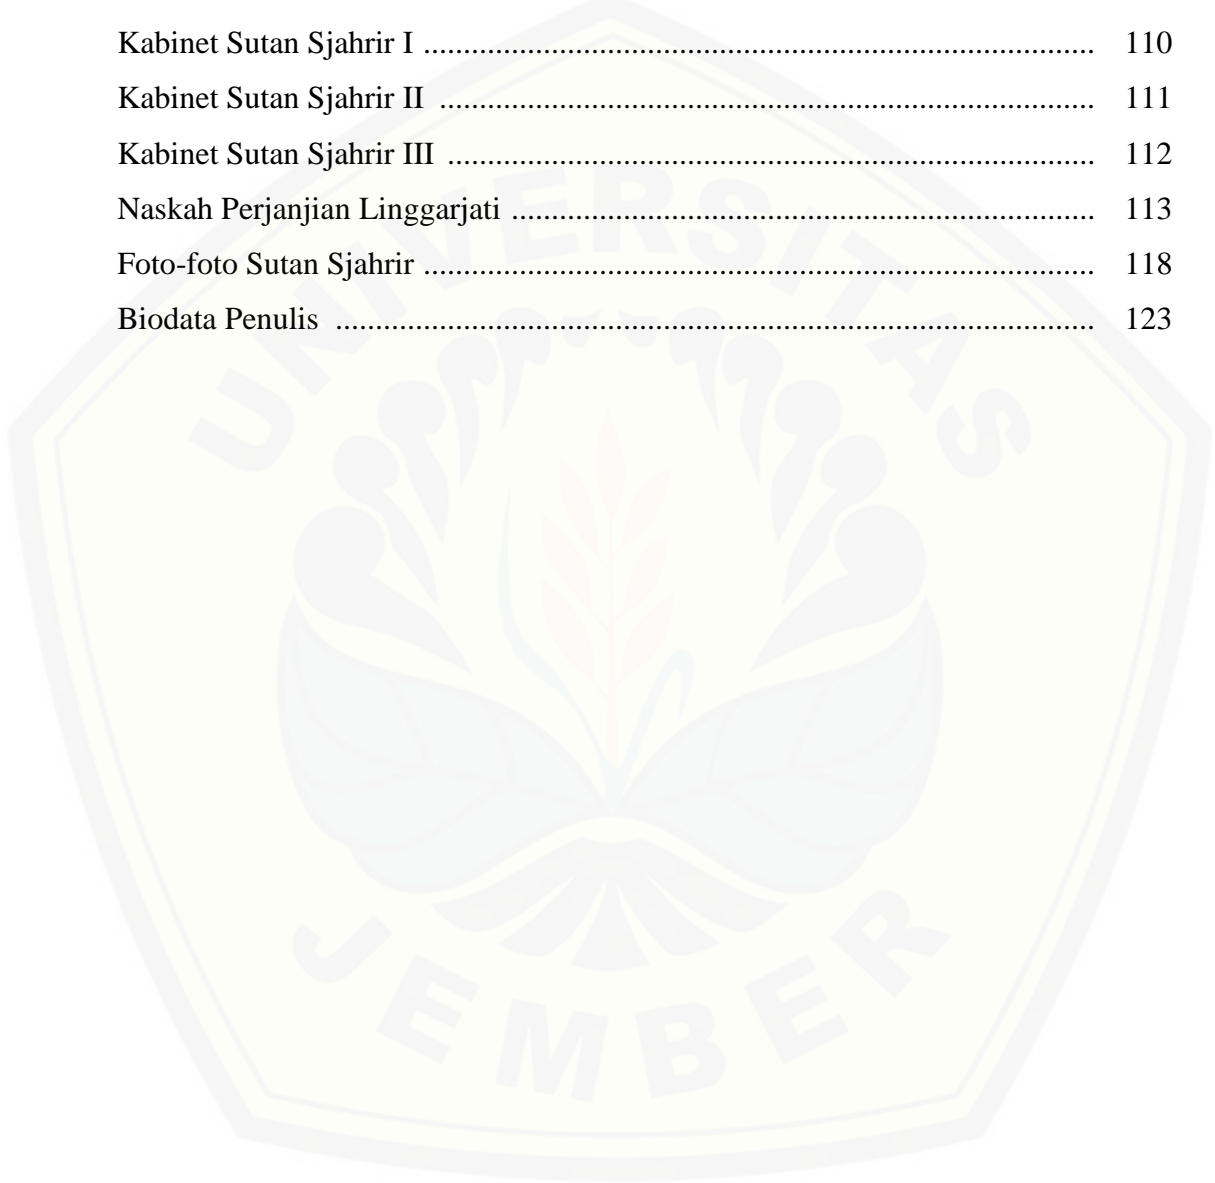 Kabinet Sutan Sjahrir I .................................................................................. 110
Kabinet Sutan Sjahrir II ................................................................................ 111
Kabinet Sutan Sjahrir III ............................................................................... 112
Naskah Perjanjian Linggarjati ....................................................................... 113
Foto-foto Sutan Sjahrir .................................................................................. 118
Biodata Penulis ............................................................................................. 123
UNIVERSITAS
JEMBER